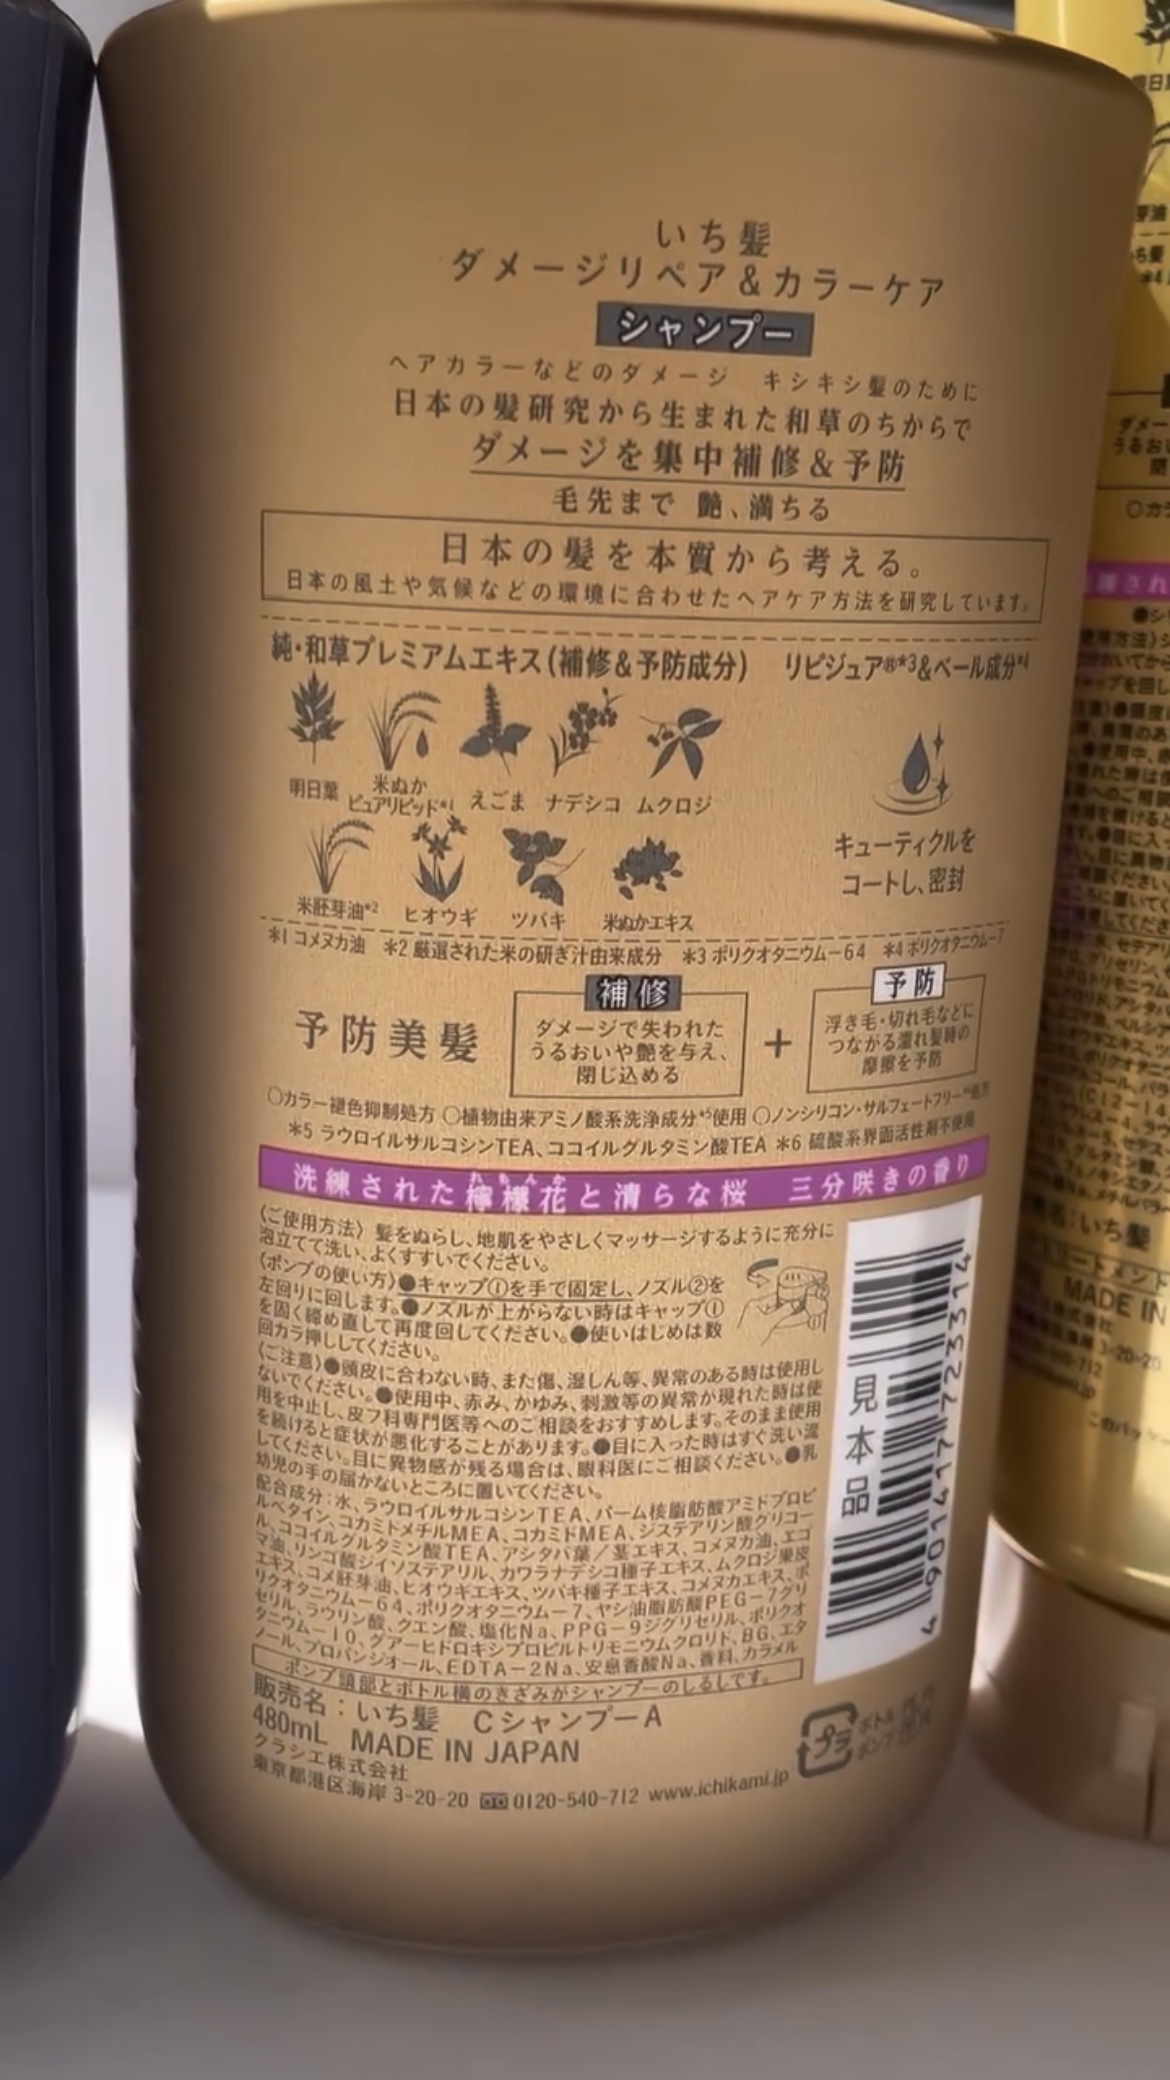 いち髪
ダメージリペア&カラーケア
シャンプー
ヘアカラーなどのダメージ キシキシ髪のために
日本の髪研究から生まれた和草のちからで
ダメージを集中補修&予防
毛先まで 艶、満ちる
日本の髪を本質から考える。
日本の風土や気候などの環境に合わせたヘアケア方法を研究しています。
純・和草プレミアムエキス(補修&予防成分) リピジュア®*3&ベール成分*4
明日葉 米ぬか ピュアリピッド*1 えごま ナデシコ ムクロジ
米胚芽油*2 ヒオウギ ツバキ 米ぬかエキス
キューティクルを
コートし、密封
*1 コメヌカ油 *2 厳選された米の研ぎ汁由来成分 *3 ポリクオタニウム-64 *4 ポリクオタニウム-7
予防美髪
補修
ダメージで失われた
うるおいや艶を与え、
閉じ込める
+
予防
浮き毛・切れ毛などに
つながる濡れ髪時の
摩擦を予防
○カラー褪色抑制処方 ○植物由来アミノ酸系洗浄成分*5使用 ○ノンシリコン・サルフェートフリー*6処方
*5 ラウロイルサルコシンTEA、ココイルグルタミン酸TEA *6 硫酸系界面活性剤不使用
洗練された檸檬花と清らな桜 三分咲きの香り
〈ご使用方法〉髪をぬらし、地肌をやさしくマッサージするように充分に
泡立てて洗い、よくすすいでください。
〈ポンプの使い方〉●キャップ①を手で固定し、ノズル②を
左回りに回します。●ノズルが上がらない時はキャップ①
を固く締め直して再度回してください。●使いはじめは数
回カラ押ししてください。
〈ご注意〉●頭皮に合わない時、また傷、湿しん等、異常のある時は使用し
ないでください。●使用中、赤み、かゆみ、刺激等の異常が現れた時は使
用を中止し、皮フ科専門医等へのご相談をおすすめします。そのまま使用
を続けると症状が悪化することがあります。●目に入った時はすぐ洗い流
してください。目に異物感が残る場合は、眼科医にご相談ください。●乳
幼児の手の届かないところに置いてください。
配合成分:水、ラウロイルサルコシンTEA、パーム核脂肪酸アミドプロピ
ルベタイン、コカミドメチルMEA、コカミドMEA、ジステアリン酸グリコー
ル、ココイルグルタミン酸TEA、アシタバ葉/茎エキス、コメヌカ油、エゴ
マ油、リンゴ酸ジイソステアリル、カワラナデシコ種子エキス、ムクロジ果皮
エキス、コメ胚芽油、ヒオウギエキス、ツバキ種子エキス、コメヌカエキス、ポ
リクオタニウム-64、ポリクオタニウム-7、ヤシ油脂肪酸PEG-7グリ
セリル、ラウリン酸、クエン酸、塩化Na、PPG-9ジグリセリル、ポリクオ
タニウム-10、グアーヒドロキシプロピルトリモニウムクロリド、BG、エタ
ノール、プロパンジオール、EDTA-2Na、安息香酸Na、香料、カラメル
ポンプ頭部とボトル横のきざみがシャンプーのしるしです。
販売名:いち髪 CシャンプーA
480mL MADE IN JAPAN
クラシエ株式会社
東京都港区海岸 3-20-20 0120-540-712 www.ichikami.jp
見本品
4901417723314
プラ
ボトル
ポンプ
MADE IN